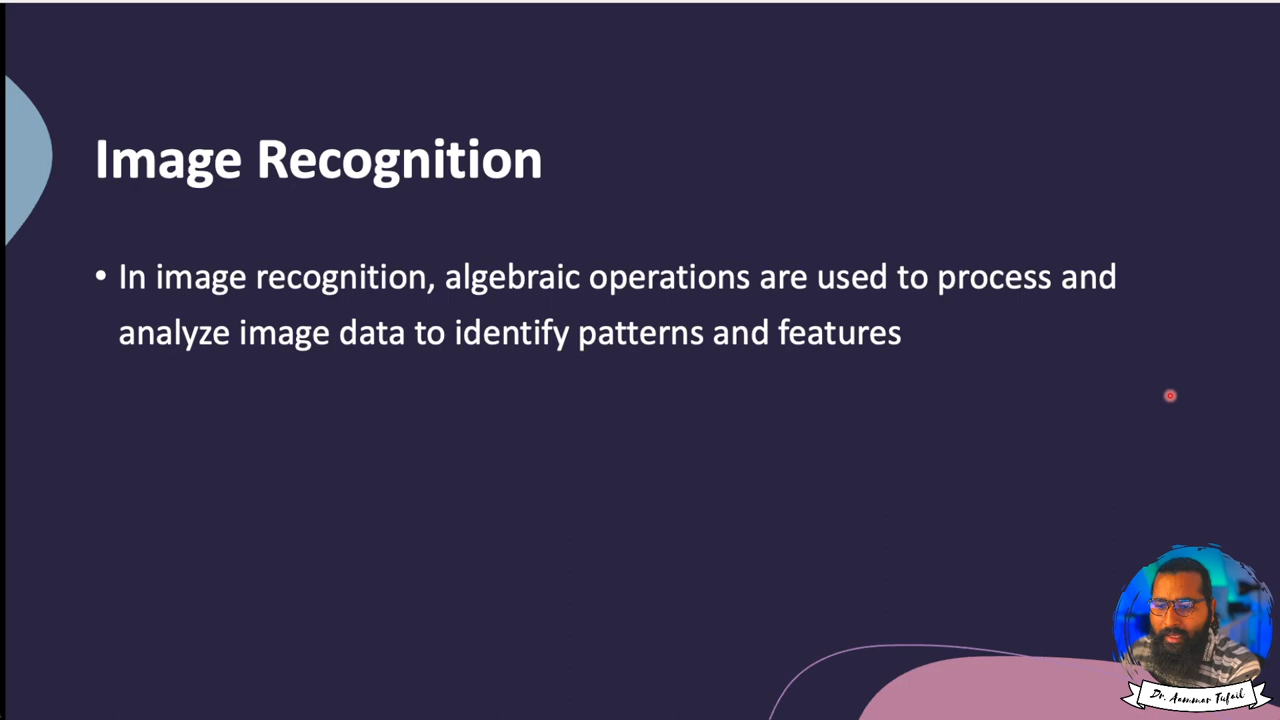 Image Recognition
• In image recognition, algebraic operations are used to process and
analyze image data to identify patterns and features
Dr. Aammar Tufail